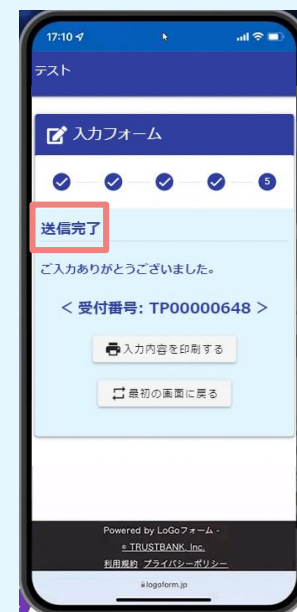 17:10
テスト
入力フォーム
5
送信完了
ご入力ありがとうございました。
< 受付番号: TP00000648 >
入力内容を印刷する
最初の画面に戻る
Powered by LoGoフォーム -
© TRUSTBANK, Inc.
利用規約 プライバシーポリシー
logoform.jp